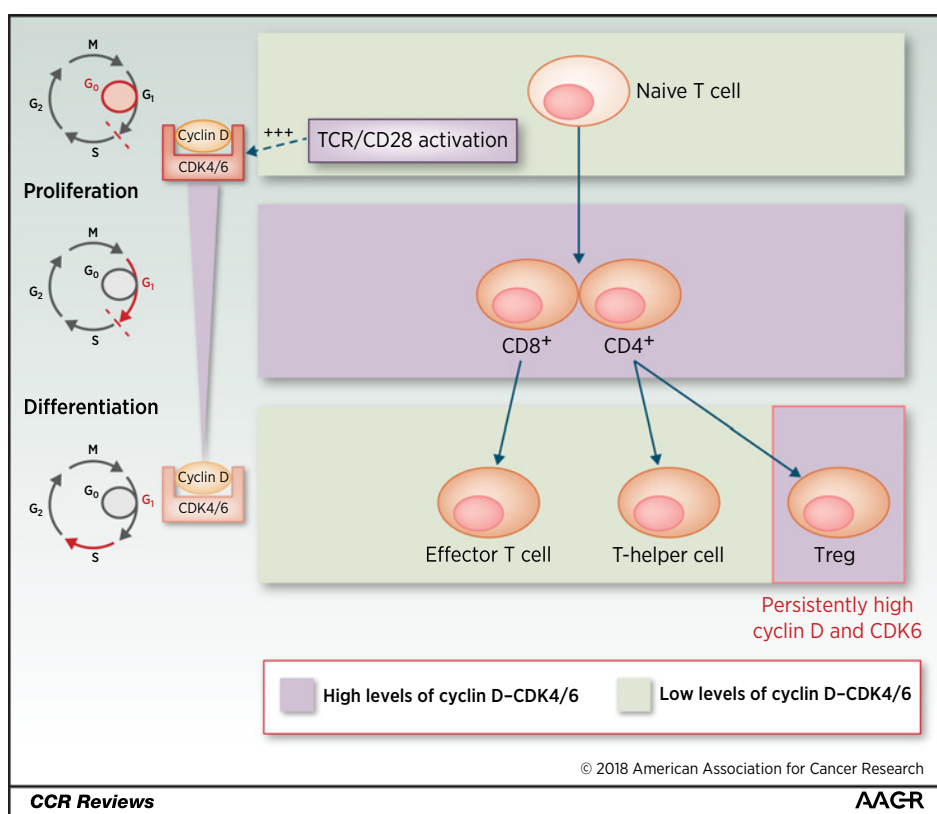 M
G0
G1
G2
S
Cyclin D
CDK4/6
+++
TCR/CD28 activation
Naive T cell
Proliferation
M
G0
G1
G2
S
CD8+
CD4+
Differentiation
M
G0
G1
G2
S
Cyclin D
CDK4/6
Effector T cell
T-helper cell
Treg
Persistently high
cyclin D and CDK6
High levels of cyclin D–CDK4/6
Low levels of cyclin D–CDK4/6
© 2018 American Association for Cancer Research
CCR Reviews
AACR